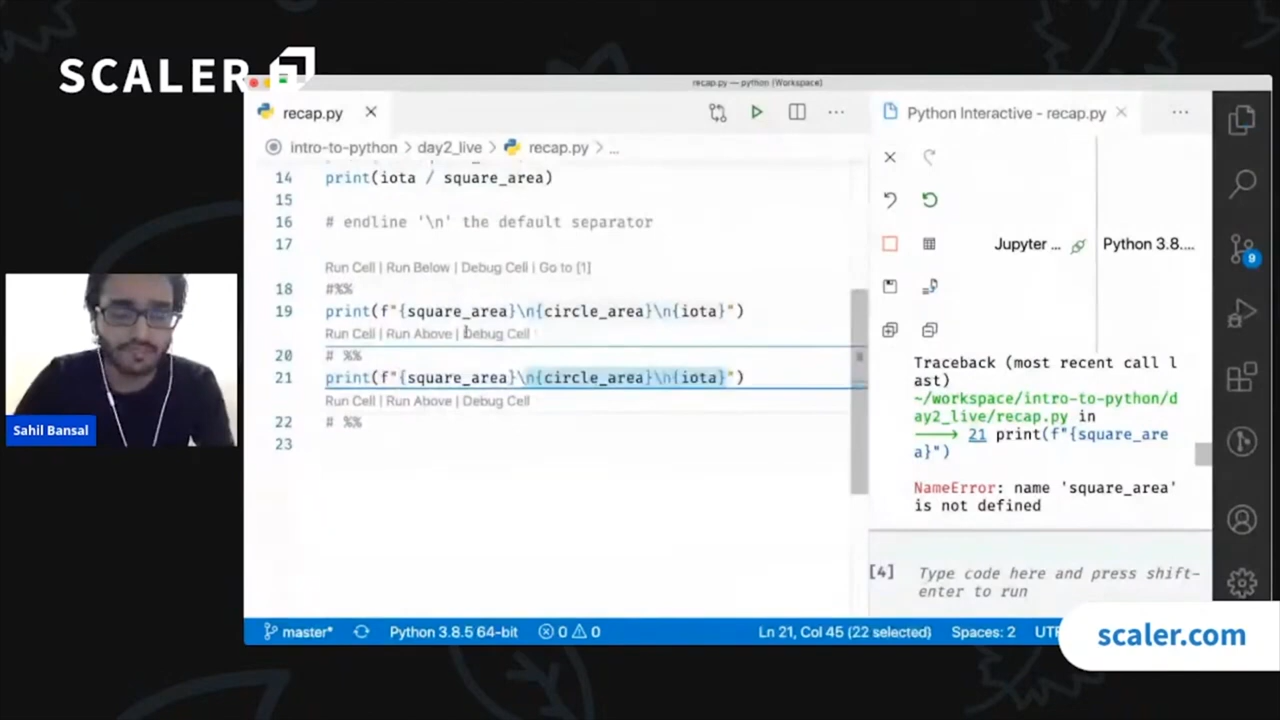 SCALER
recap.py — python (Workspace)
recap.py
Python Interactive - recap.py
intro-to-python > day2_live > recap.py > ...
14 print(iota / square_area)
15
16 # endline '\n' the default separator
17
Run Cell | Run Below | Debug Cell | Go to [1]
18 #%%
19 print(f"{square_area}\n{circle_area}\n{iota}")
Run Cell | Run Above | Debug Cell
20 # %%
21 print(f"{square_area}\n{circle_area}\n{iota}")
Run Cell | Run Above | Debug Cell
22 # %%
23
Jupyter ... Python 3.8....
Traceback (most recent call l
ast)
~/workspace/intro-to-python/d
ay2_live/recap.py in
⟶ 21 print(f"{square_are
a}")
NameError: name 'square_area'
is not defined
[4] Type code here and press shift-
enter to run
9
Sahil Bansal
master* Python 3.8.5 64-bit 0 0 Ln 21, Col 45 (22 selected) Spaces: 2
scaler.com